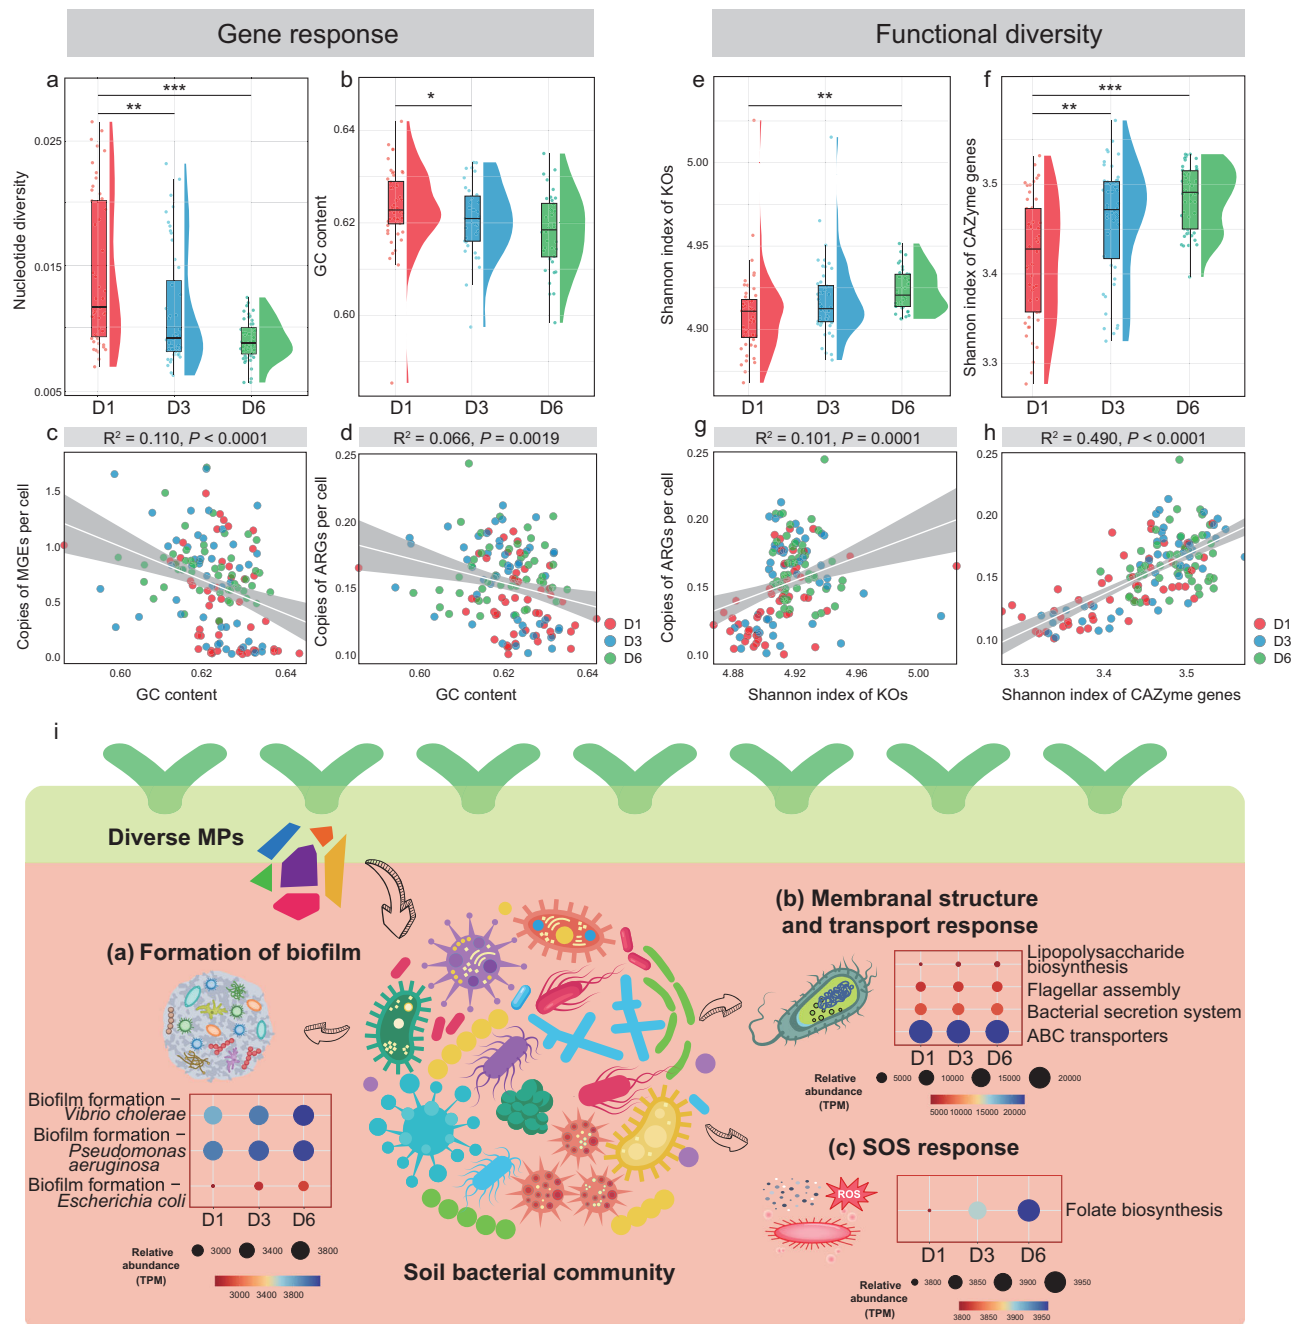 Gene response
Functional diversity
a
***
**
Nucleotide diversity
0.025
0.015
0.005
D1
D3
D6
b
*
GC content
0.64
0.62
0.60
D1
D3
D6
e
**
Shannon index of KOs
5.00
4.95
4.90
D1
D3
D6
f
***
**
Shannon index of CAZyme genes
3.5
3.4
3.3
D1
D3
D6
c
R² = 0.110, P < 0.0001
Copies of MGEs per cell
1.5
1.0
0.5
0.0
0.60
0.62
0.64
GC content
d
R² = 0.066, P = 0.0019
Copies of ARGs per cell
0.25
0.20
0.15
0.10
0.60
0.62
0.64
GC content
D1
D3
D6
g
R² = 0.101, P = 0.0001
Copies of ARGs per cell
0.25
0.20
0.15
0.10
4.88
4.92
4.96
5.00
Shannon index of KOs
h
R² = 0.490, P < 0.0001
0.25
0.20
0.15
0.10
3.3
3.4
3.5
Shannon index of CAZyme genes
D1
D3
D6
i
Diverse MPs
(a) Formation of biofilm
Biofilm formation −
Vibrio cholerae
Biofilm formation −
Pseudomonas
aeruginosa
Biofilm formation −
Escherichia coli
D1
D3
D6
Relative
abundance
(TPM)
3000
3400
3800
3000 3400 3800
Soil bacterial community
(b) Membranal structure
and transport response
Lipopolysaccharide
biosynthesis
Flagellar assembly
Bacterial secretion system
ABC transporters
D1
D3
D6
Relative
abundance
(TPM)
5000
10000
15000
20000
5000 10000 15000 20000
(c) SOS response
ROS
Folate biosynthesis
D1
D3
D6
Relative
abundance
(TPM)
3800
3850
3900
3950
3800 3850 3900 3950